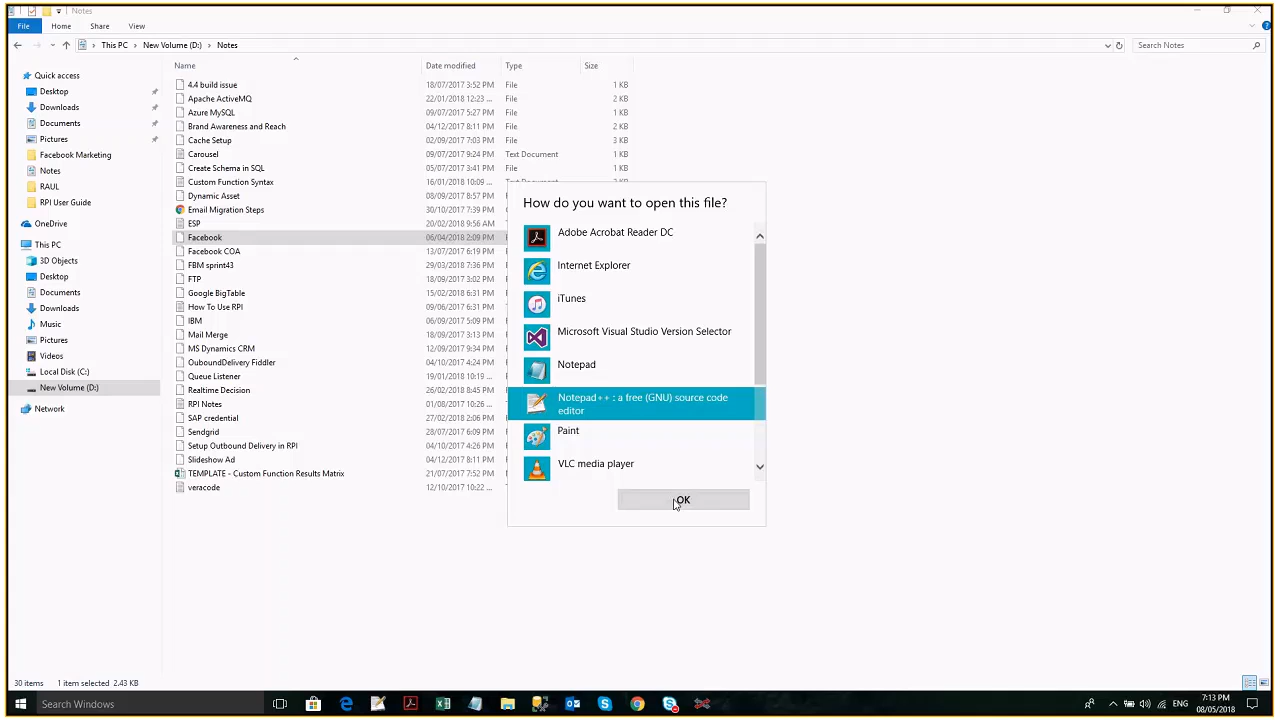 Notes
File Home Share View
This PC New Volume (D:) Notes Search Notes
Name Date modified Type Size
Quick access
Desktop
Downloads
Documents
Pictures
Facebook Marketing
Notes
RAUL
RPI User Guide
OneDrive
This PC
3D Objects
Desktop
Documents
Downloads
Music
Pictures
Videos
Local Disk (C:)
New Volume (D:)
Network
4.4 build issue 18/07/2017 3:52 PM File 1 KB
Apache ActiveMQ 22/01/2018 12:23 ... File 2 KB
Azure MySQL 09/07/2017 5:27 PM File 1 KB
Brand Awareness and Reach 04/12/2017 8:11 PM File 2 KB
Cache Setup 02/09/2017 7:03 PM File 3 KB
Carousel 09/07/2017 9:24 PM Text Document 1 KB
Create Schema in SQL 05/07/2017 3:41 PM File 1 KB
Custom Function Syntax 16/01/2018 10:09 ... Text Document 2 KB
Dynamic Asset 08/09/2017 8:57 PM
Email Migration Steps 30/10/2017 7:39 PM
ESP 20/02/2018 9:56 AM
Facebook 06/04/2018 2:09 PM
Facebook COA 13/07/2017 6:19 PM
FBM sprint43 29/03/2018 7:36 PM
FTP 18/09/2017 3:02 PM
Google BigTable 15/02/2018 6:31 PM
How To Use RPI 09/06/2017 6:31 PM
IBM 06/09/2017 5:09 PM
Mail Merge 18/09/2017 3:13 PM
MS Dynamics CRM 12/09/2017 9:34 PM
OuboundDelivery Fiddler 04/10/2017 4:24 PM
Queue Listener 19/01/2018 10:19 ...
Realtime Decision 26/02/2018 8:45 PM
RPI Notes 01/08/2017 10:26 ...
SAP credential 27/02/2018 2:06 PM
Sendgrid 28/07/2017 6:09 PM
Setup Outbound Delivery in RPI 04/10/2017 4:26 PM
Slideshow Ad 04/12/2017 8:11 PM
TEMPLATE - Custom Function Results Matrix 21/07/2017 7:52 PM
veracode 12/10/2017 10:22 ...
How do you want to open this file?
Adobe Acrobat Reader DC
Internet Explorer
iTunes
Microsoft Visual Studio Version Selector
Notepad
Notepad++ : a free (GNU) source code
editor
Paint
VLC media player
OK
30 items 1 item selected 2.43 KB
Search Windows
ENG
7:13 PM
08/05/2018